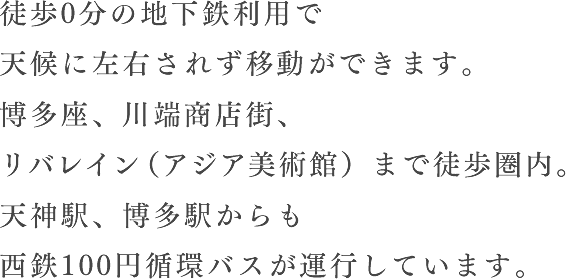 徒歩0分の地下鉄利用で
天候に左右されず移動ができます。
博多座、川端商店街、
リバレイン（アジア美術館）まで徒歩圏内。
天神駅、博多駅からも
西鉄100円循環バスが運行しています。